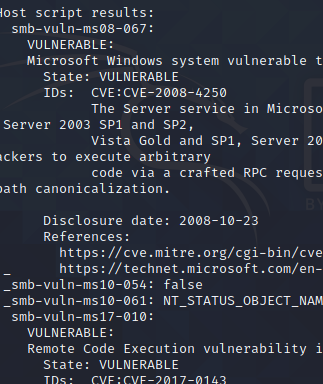 Host script results:
smb-vuln-ms08-067:
VULNERABLE:
Microsoft Windows system vulnerable t
State: VULNERABLE
IDs: CVE:CVE-2008-4250
The Server service in Microso
Server 2003 SP1 and SP2,
Vista Gold and SP1, Server 20
ackers to execute arbitrary
code via a crafted RPC reques
path canonicalization.
Disclosure date: 2008-10-23
References:
https://cve.mitre.org/cgi-bin/cve
_ https://technet.microsoft.com/en-
_smb-vuln-ms10-054: false
_smb-vuln-ms10-061: NT_STATUS_OBJECT_NAM
smb-vuln-ms17-010:
VULNERABLE:
Remote Code Execution vulnerability i
State: VULNERABLE
IDs: CVE:CVE-2017-0143